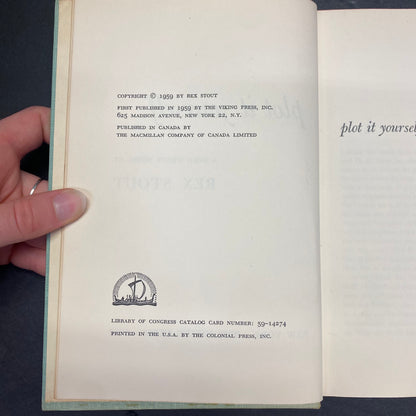 COPYRIGHT © 1959 BY REX STOUT
FIRST PUBLISHED IN 1959 BY THE VIKING PRESS, INC.
625 MADISON AVENUE, NEW YORK 22, N.Y.
PUBLISHED IN CANADA BY
THE MACMILLAN COMPANY OF CANADA LIMITED
LIBRARY OF CONGRESS CATALOG CARD NUMBER: 59-14274
PRINTED IN THE U.S.A. BY THE COLONIAL PRESS, INC.
plot it yoursel
REX STOUT